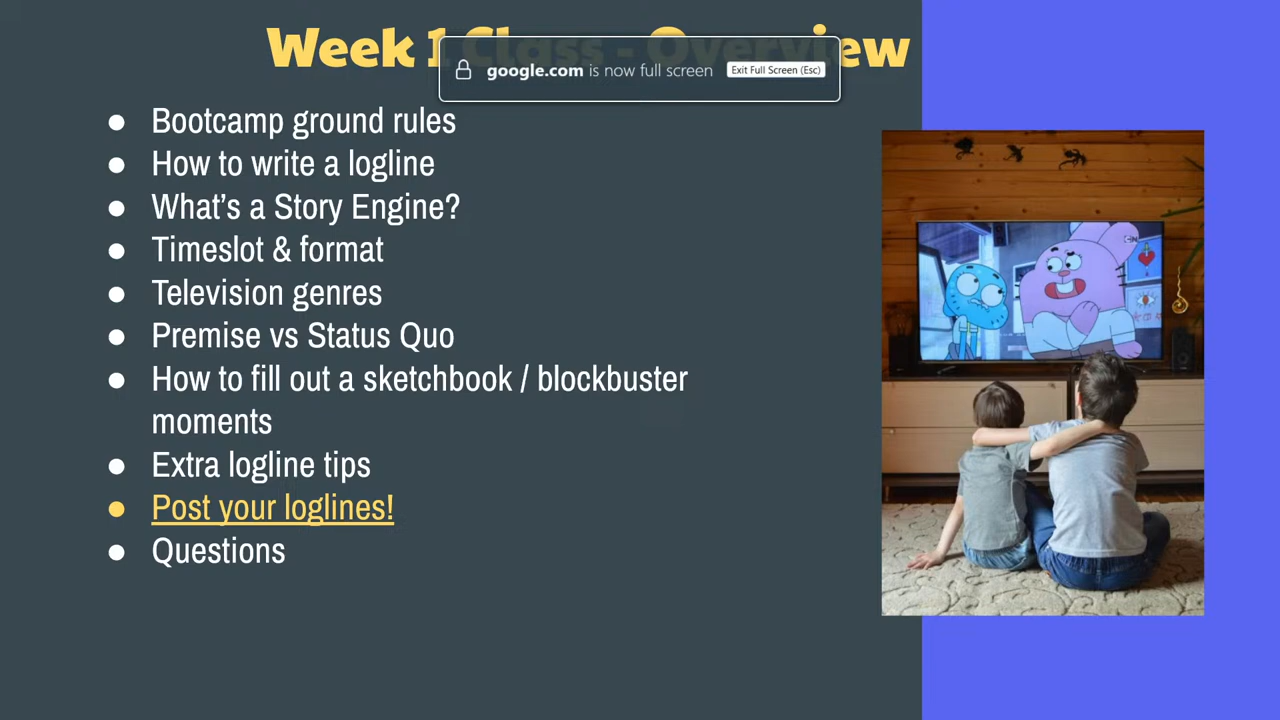 Week 1 Class - Overview
google.com is now full screen Exit Full Screen (Esc)
● Bootcamp ground rules
● How to write a logline
● What's a Story Engine?
● Timeslot & format
● Television genres
● Premise vs Status Quo
● How to fill out a sketchbook / blockbuster
moments
● Extra logline tips
● Post your loglines!
● Questions